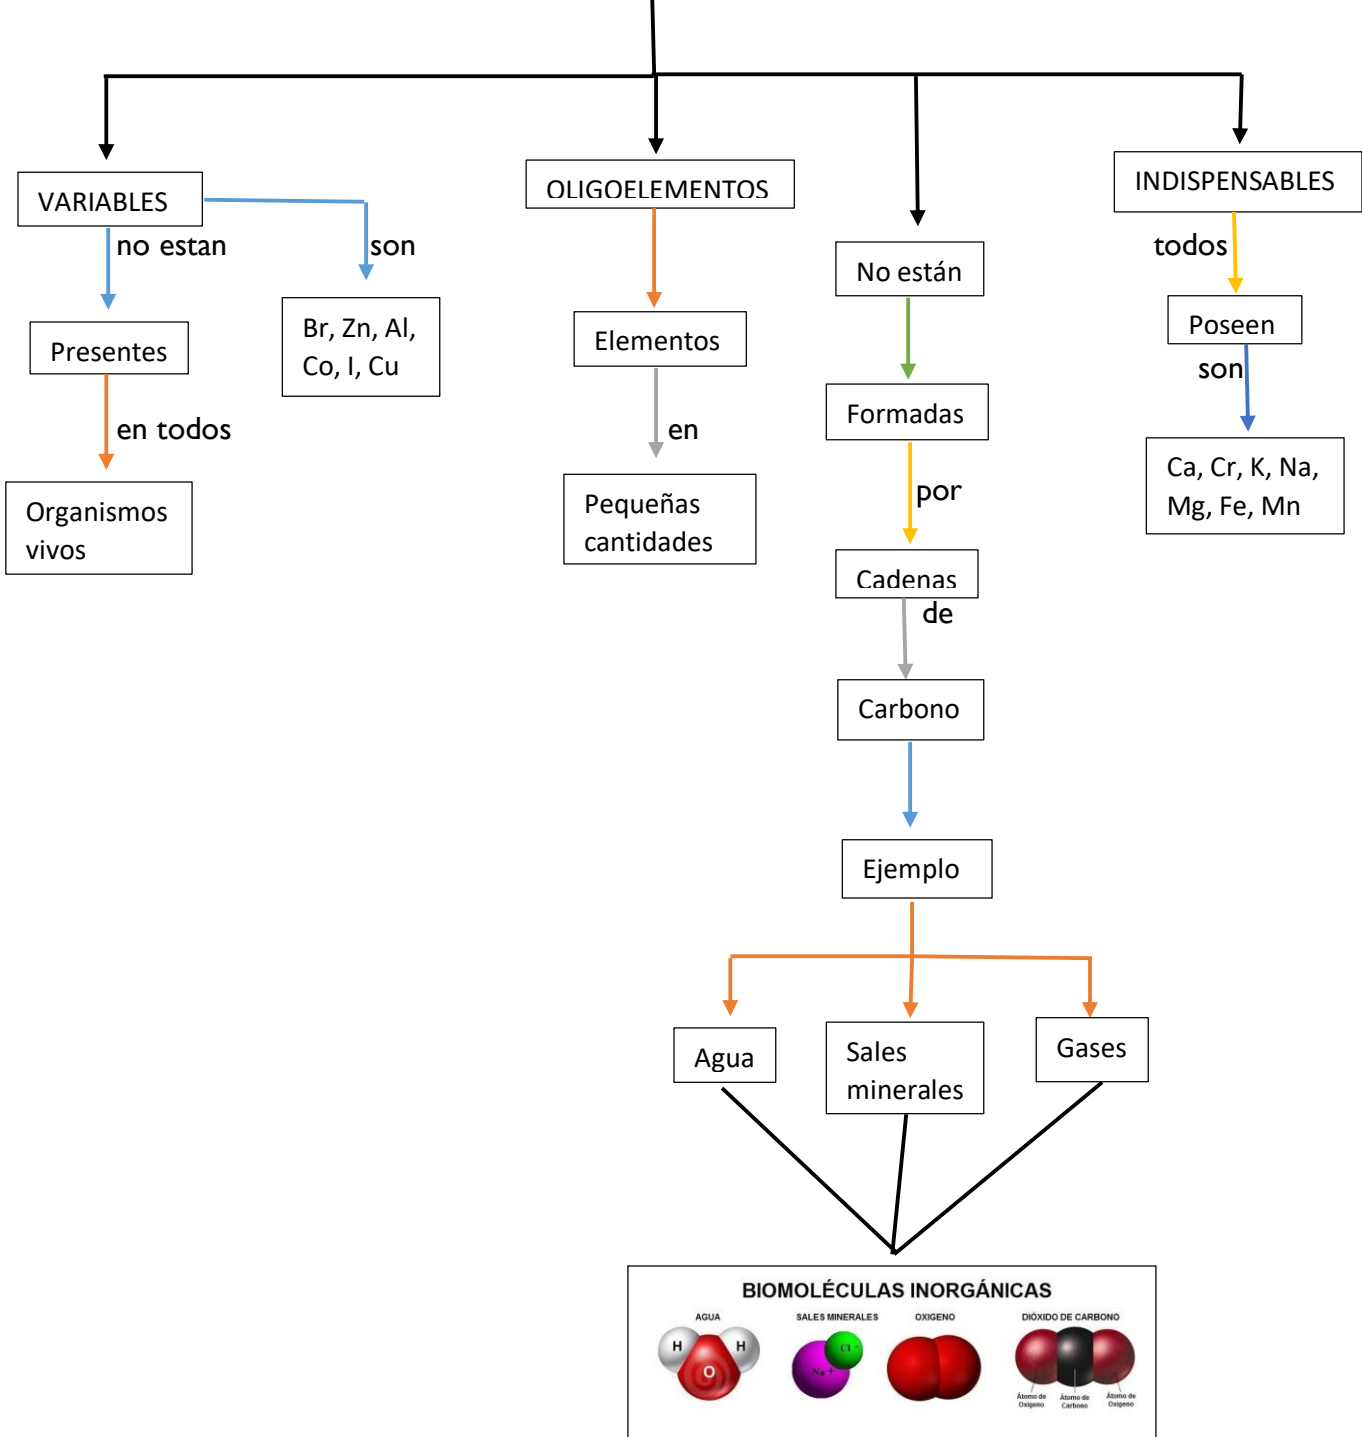 VARIABLES
no estan
son
Presentes
Br, Zn, Al,
Co, I, Cu
en todos
Organismos
vivos
OLIGOELEMENTOS
Elementos
en
Pequeñas
cantidades
No están
Formadas
por
Cadenas
de
Carbono
Ejemplo
Agua
Sales
minerales
Gases
INDISPENSABLES
todos
Poseen
son
Ca, Cr, K, Na,
Mg, Fe, Mn
BIOMOLÉCULAS INORGÁNICAS
AGUA
H
H
O
SALES MINERALES
Cl -
Na +
OXIGENO
DIÓXIDO DE CARBONO
Átomo de
Oxigeno
Átomo de
Carbono
Átomo de
Oxigeno